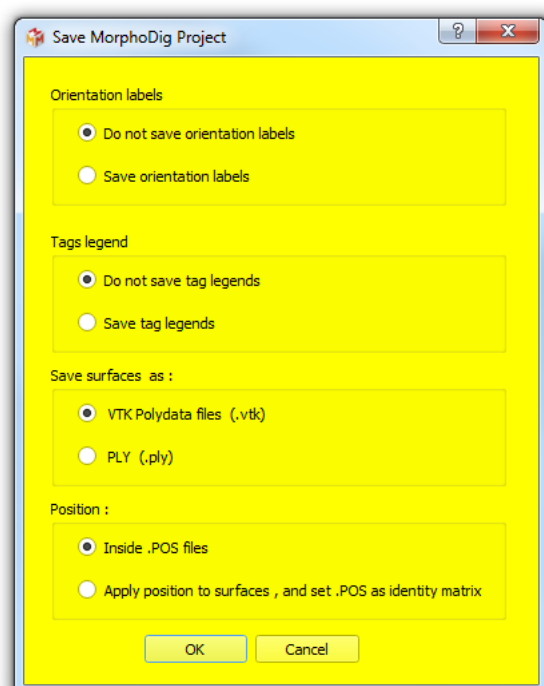 Save MorphoDig Project
Orientation labels
Do not save orientation labels
Save orientation labels
Tags legend
Do not save tag legends
Save tag legends
Save surfaces as :
VTK Polydata files (.vtk)
PLY (.ply)
Position :
Inside .POS files
Apply position to surfaces , and set .POS as identity matrix
OK Cancel